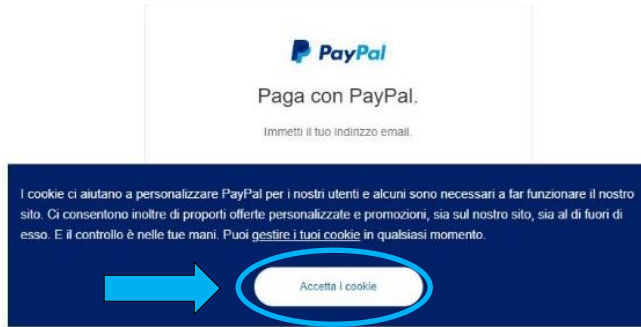 PayPal
Paga con PayPal.
Immetti il tuo indirizzo email.
I cookie ci aiutano a personalizzare PayPal per i nostri utenti e alcuni sono necessari a far funzionare il nostro
sito. Ci consentono inoltre di proporti offerte personalizzate e promozioni, sia sul nostro sito, sia al di fuori di
esso. E il controllo è nelle tue mani. Puoi gestire i tuoi cookie in qualsiasi momento.
Accetta i cookie